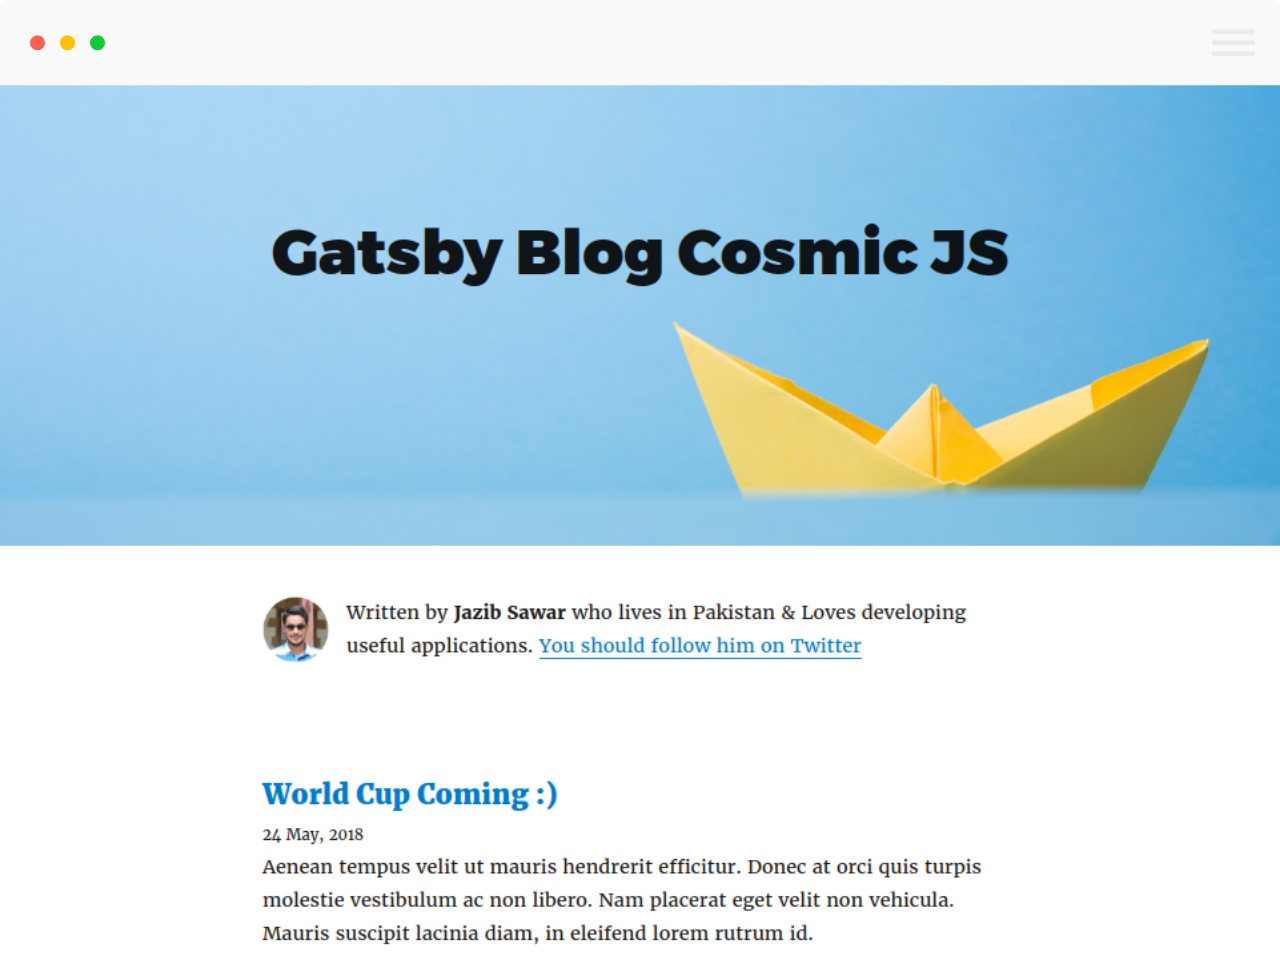 Gatsby Blog Cosmic JS
Written by Jazib Sawar who lives in Pakistan & Loves developing
useful applications. You should follow him on Twitter
World Cup Coming :)
24 May, 2018
Aenean tempus velit ut mauris hendrerit efficitur. Donec at orci quis turpis
molestie vestibulum ac non libero. Nam placerat eget velit non vehicula.
Mauris suscipit lacinia diam, in eleifend lorem rutrum id.